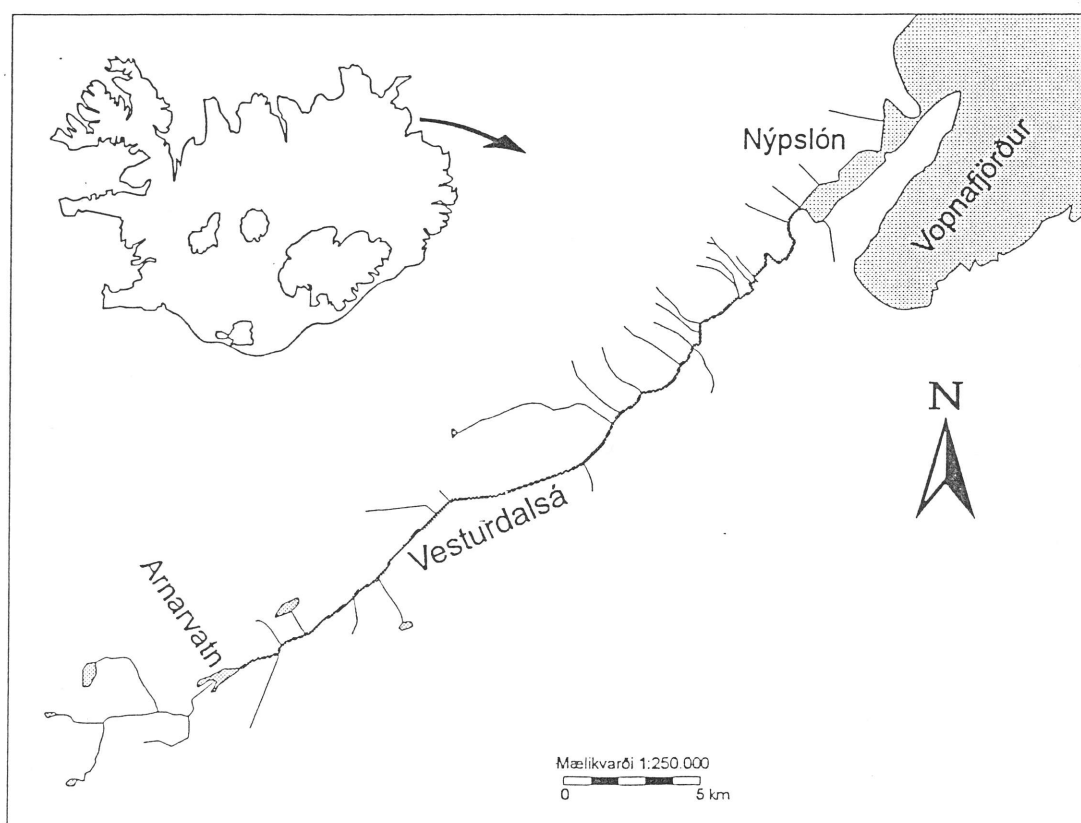 Nýpslón
Vopnafjörður
N
Vesturdalsá
Arnarvatn
Mælikvarði 1:250.000
0 5 km